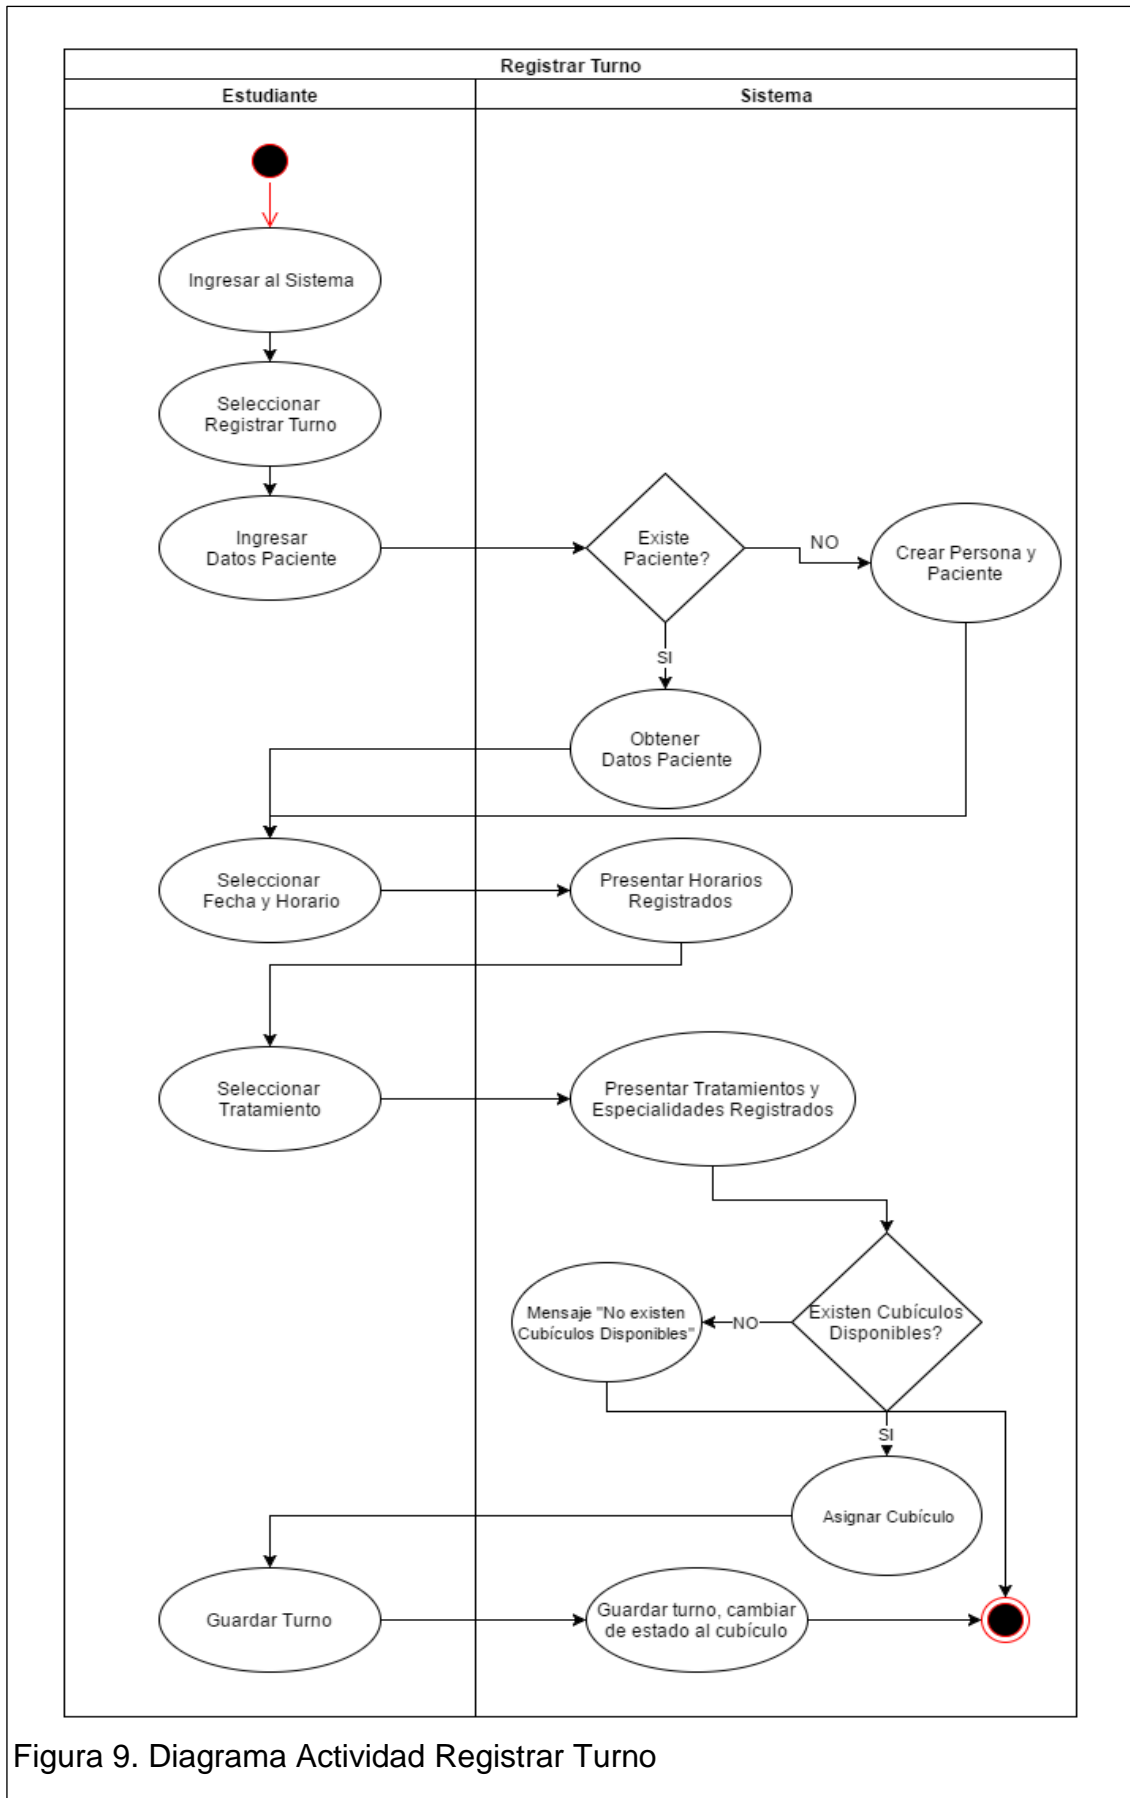 Registrar Turno
Estudiante
Sistema
Ingresar al Sistema
Seleccionar
Registrar Turno
Ingresar
Datos Paciente
Existe
Paciente?
NO
Crear Persona y
Paciente
SI
Obtener
Datos Paciente
Seleccionar
Fecha y Horario
Presentar Horarios
Registrados
Seleccionar
Tratamiento
Presentar Tratamientos y
Especialidades Registrados
Existen Cubículos
Disponibles?
NO
Mensaje "No existen
Cubículos Disponibles"
SI
Asignar Cubículo
Guardar Turno
Guardar turno, cambiar
de estado al cubículo
Figura 9. Diagrama Actividad Registrar Turno